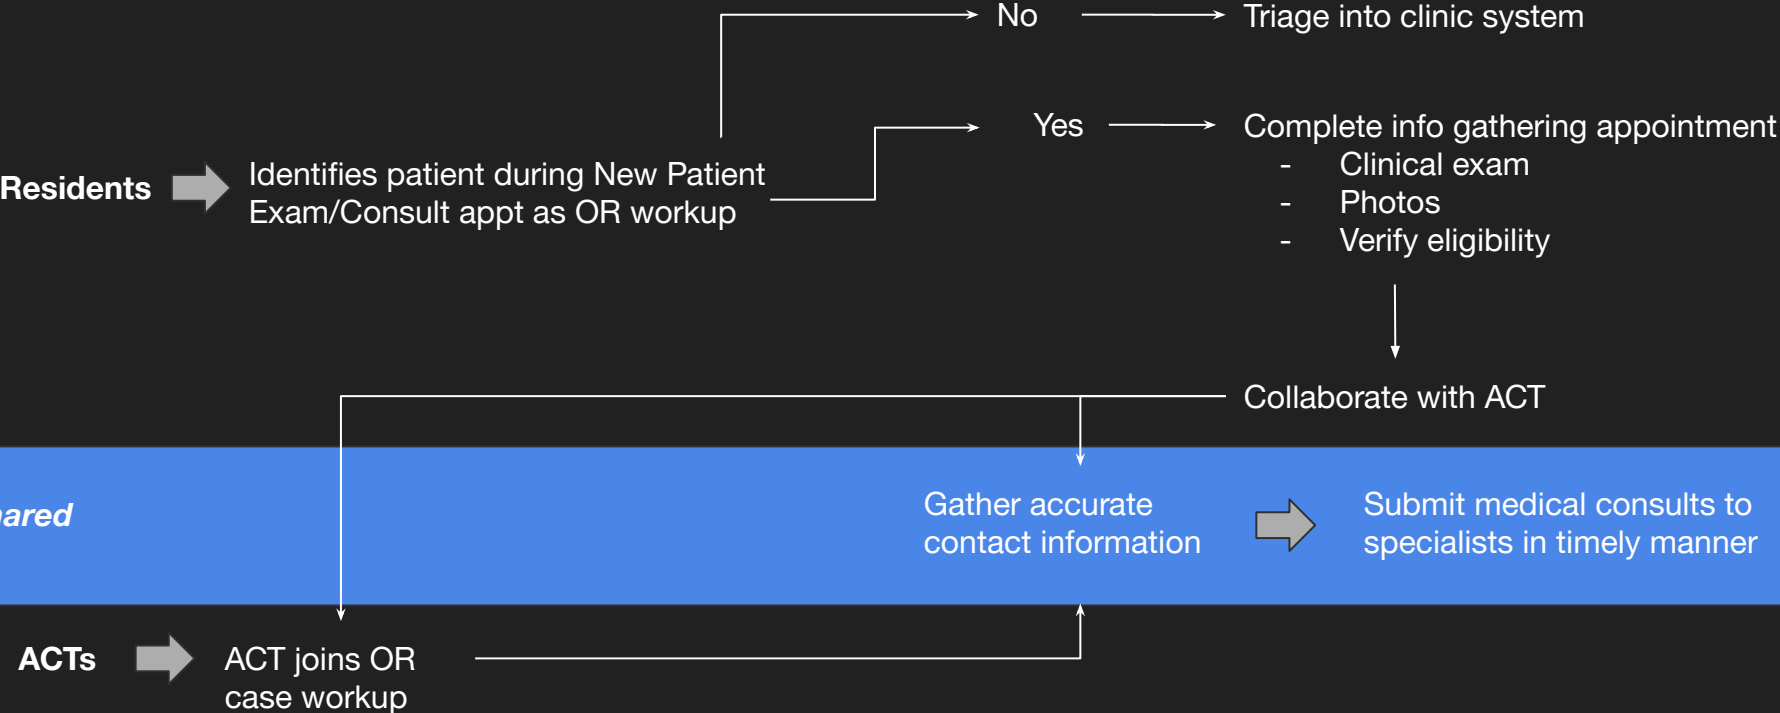 No
Triage into clinic system
Yes
Complete info gathering appointment
- Clinical exam
- Photos
- Verify eligibility
Residents
Identifies patient during New Patient
Exam/Consult appt as OR workup
Collaborate with ACT
Gather accurate
contact information
Submit medical consults to
specialists in timely manner
ACTs
ACT joins OR
case workup